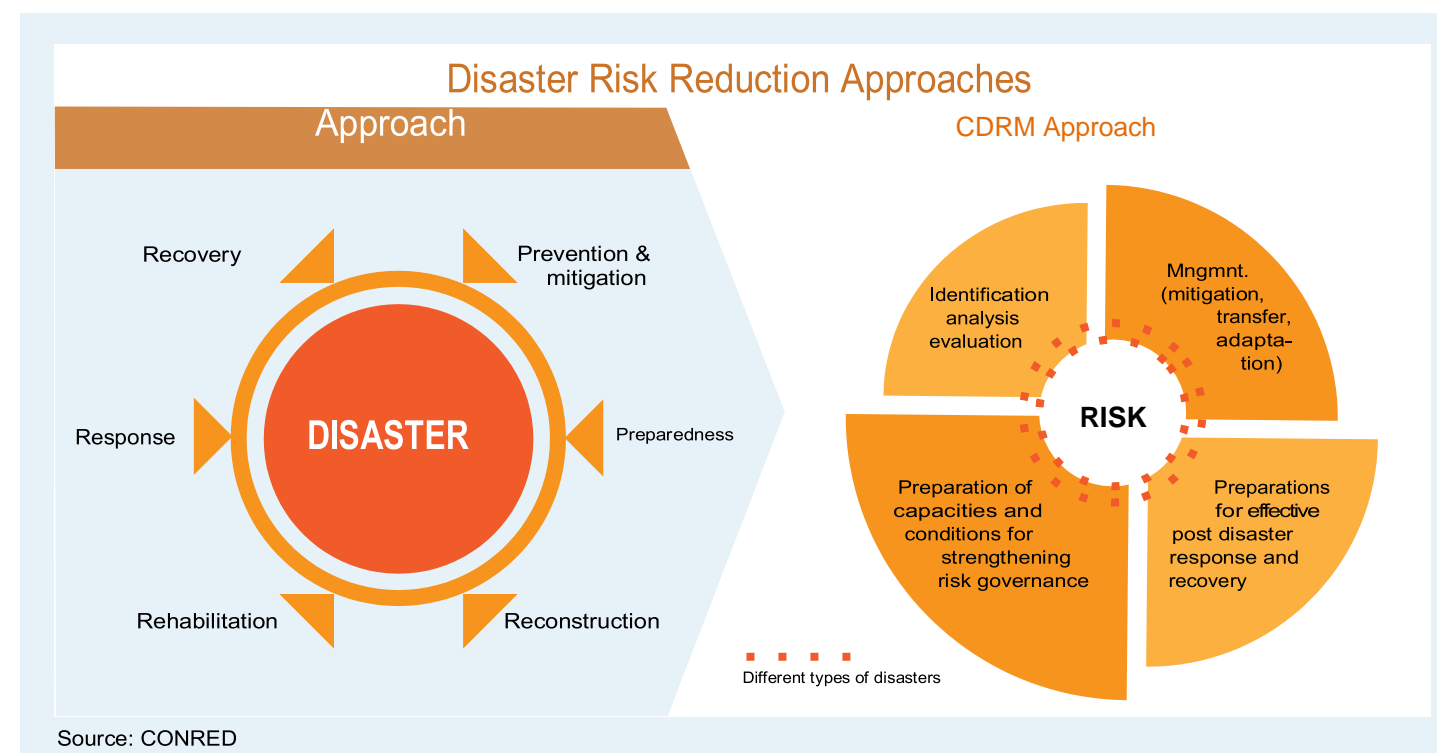 Disaster Risk Reduction Approaches
Approach
CDRM Approach
Recovery
Prevention &
mitigation
Response
DISASTER
Preparedness
Rehabilitation
Reconstruction
Identification
analysis
evaluation
Mngmnt.
(mitigation,
transfer,
adapta-
tion)
RISK
Preparation of
capacities and
conditions for
strengthening
risk governance
Preparations
for effective
post disaster
response and
recovery
Different types of disasters
Source: CONRED